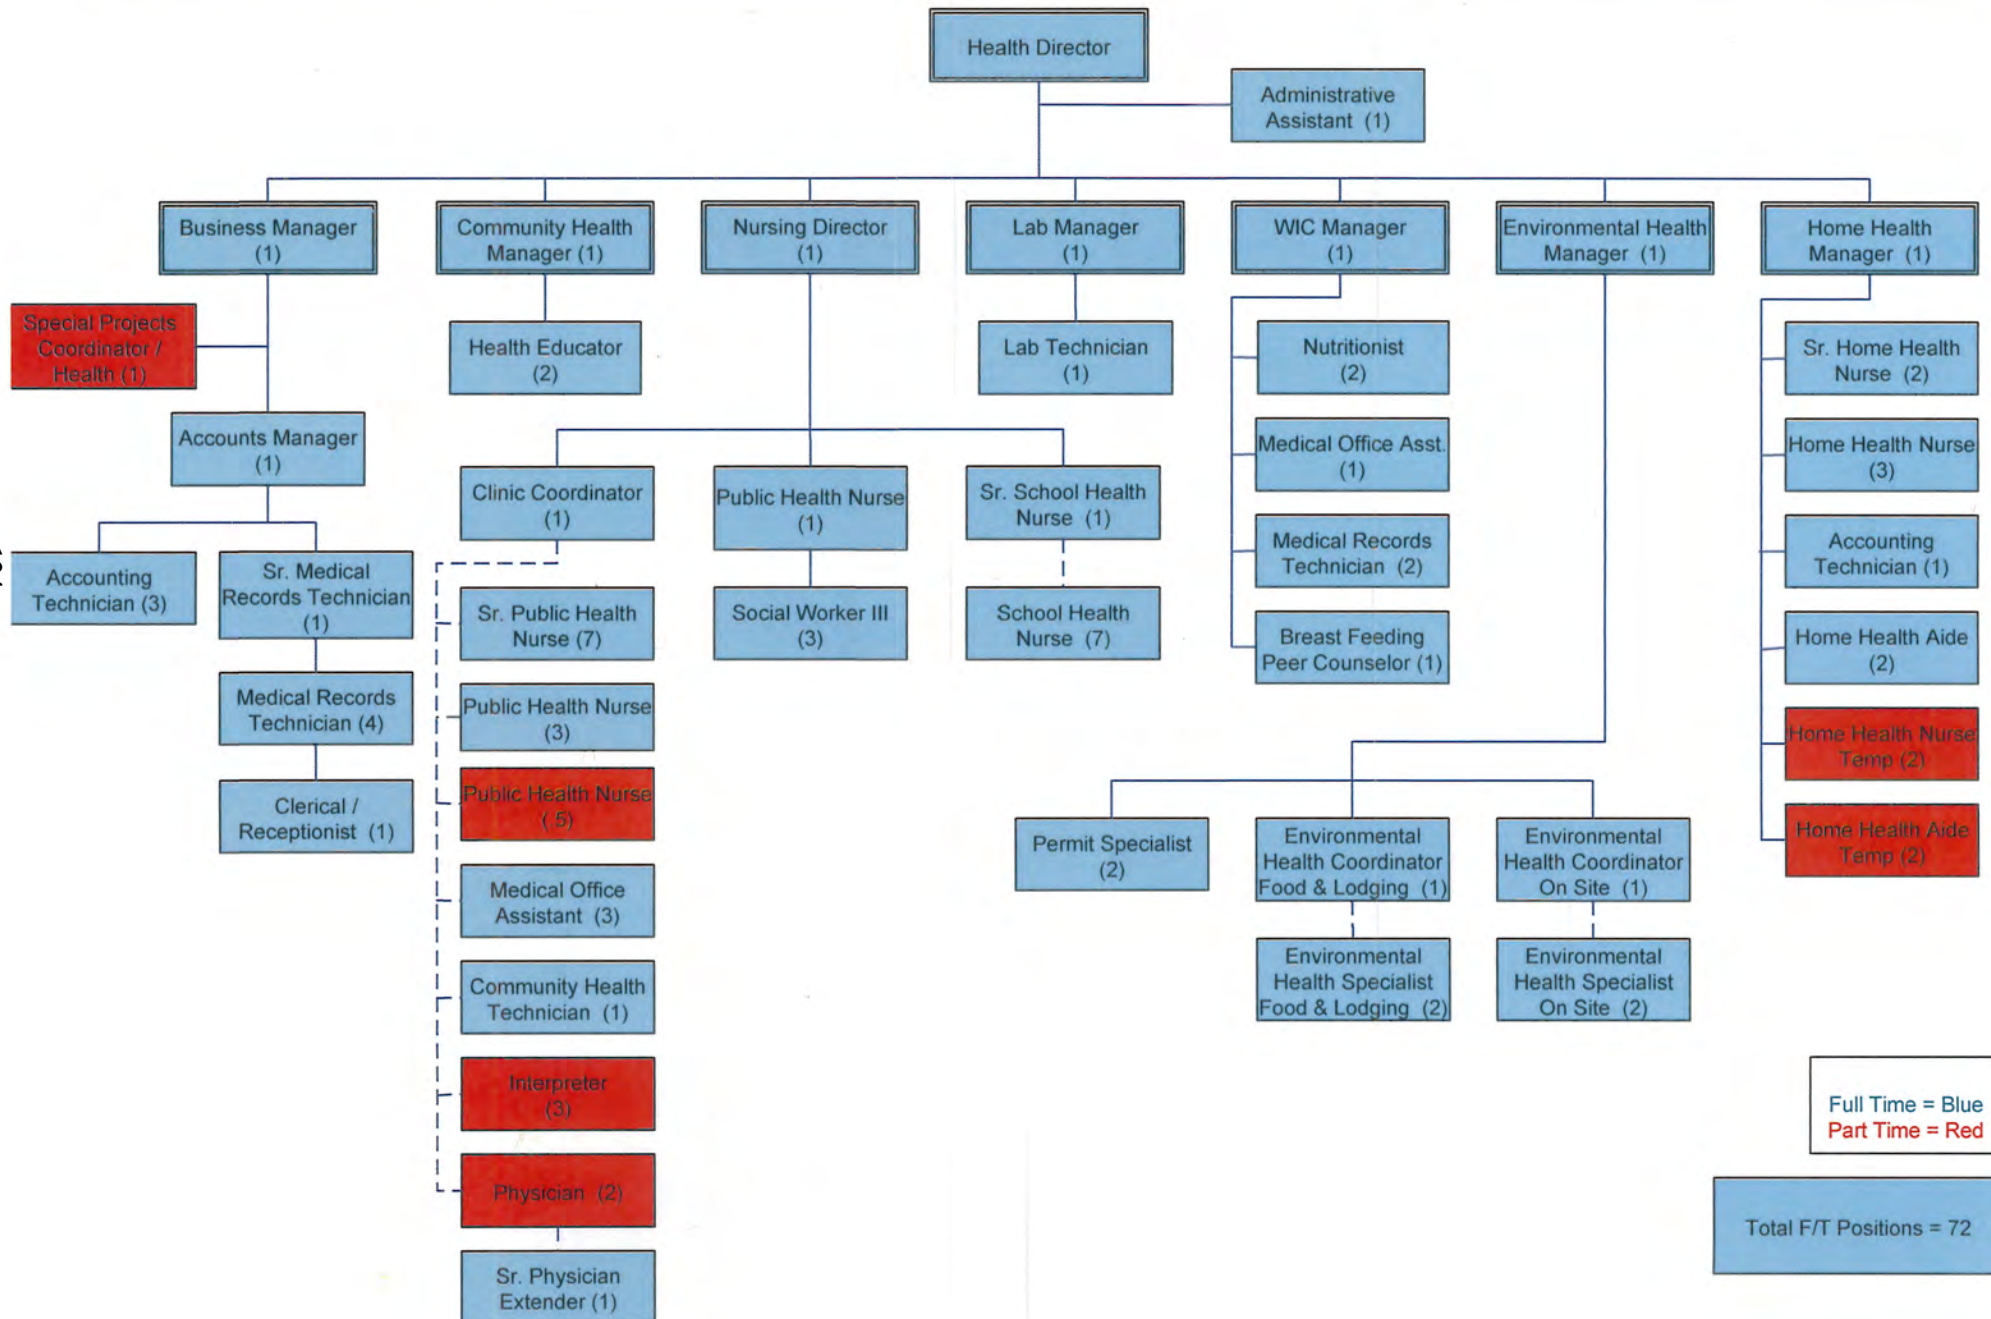 Health Director
Administrative
Assistant (1)
Business Manager
(1)
Community Health
Manager (1)
Nursing Director
(1)
Lab Manager
(1)
WIC Manager
(1)
Environmental Health
Manager (1)
Home Health
Manager (1)
Special Projects
Coordinator /
Health (1)
Health Educator
(2)
Lab Technician
(1)
Nutritionist
(2)
Sr. Home Health
Nurse (2)
Accounts Manager
(1)
Medical Office Asst.
(1)
Home Health Nurse
(3)
Clinic Coordinator
(1)
Public Health Nurse
(1)
Sr. School Health
Nurse (1)
Medical Records
Technician (2)
Accounting
Technician (1)
Accounting
Technician (3)
Sr. Medical
Records Technician
(1)
Sr. Public Health
Nurse (7)
Social Worker III
(3)
School Health
Nurse (7)
Breast Feeding
Peer Counselor (1)
Home Health Aide
(2)
Medical Records
Technician (4)
Public Health Nurse
(3)
Home Health Nurse
Temp (2)
Clerical /
Receptionist (1)
Public Health Nurse
( 5)
Permit Specialist
(2)
Environmental
Health Coordinator
Food & Lodging (1)
Environmental
Health Coordinator
On Site (1)
Home Health Aide
Temp (2)
Medical Office
Assistant (3)
Environmental
Health Specialist
Food & Lodging (2)
Environmental
Health Specialist
On Site (2)
Community Health
Technician (1)
Interpreter
(3)
Full Time = Blue
Part Time = Red
Physician (2)
Total F/T Positions = 72
Sr. Physician
Extender (1)